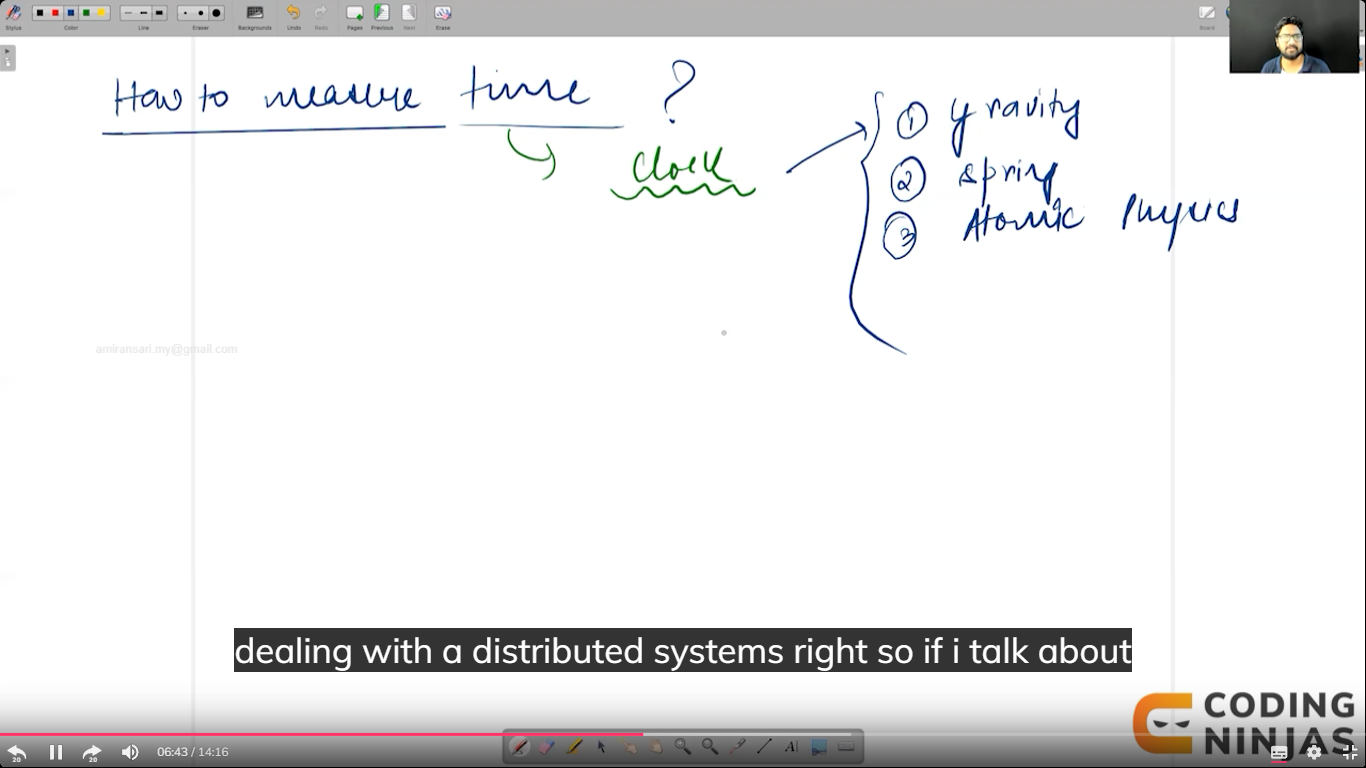 Stylus
Color
Line
Eraser
Backgrounds
Undo
Redo
Pages
Previous
Next
Erase
Board
How to measure time ?
Clock
① gravity
② spring
③ Atomic Physics
amiransari.my@gmail.com
dealing with a distributed systems right so if i talk about
CODING
NINJAS
20
20
06:43 / 14:16
A